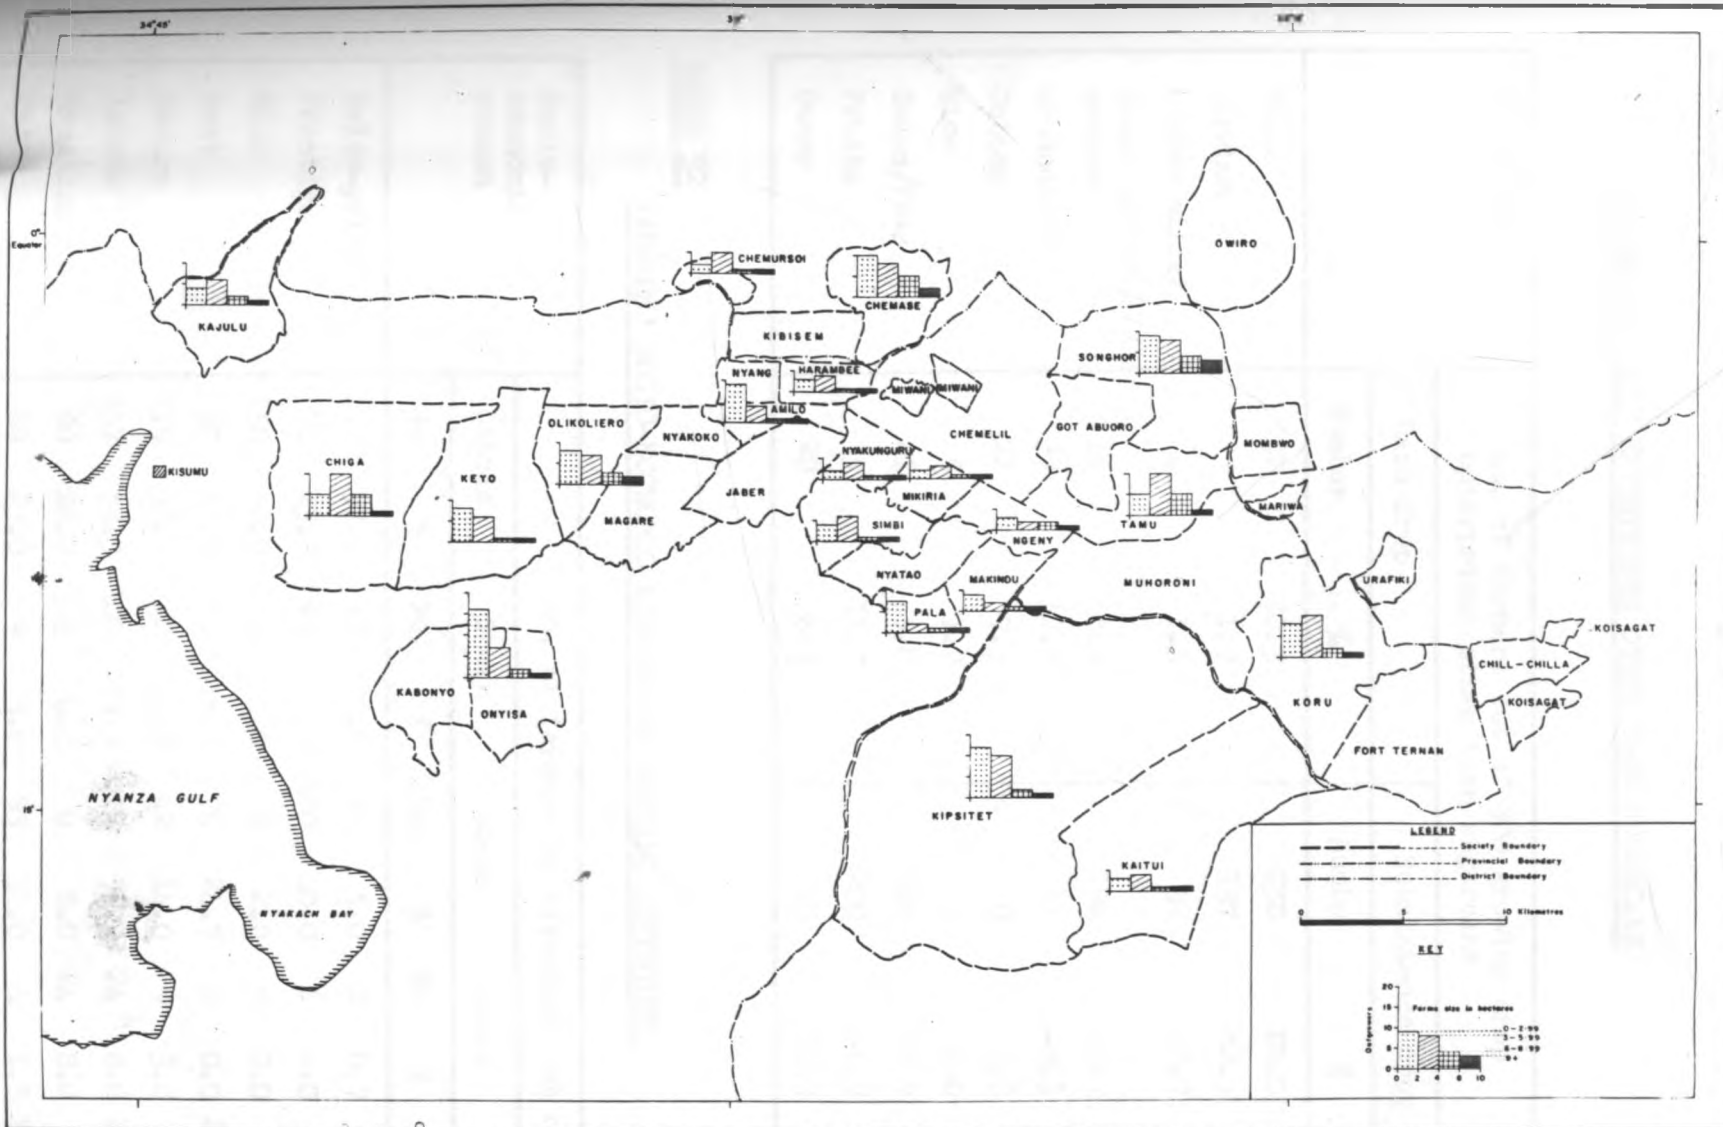 34°45'
0°
Equator
OWIRO
CHEMURSOI
CHEMASE
KAJULU
KIBISEM
SONGHOR
NYANG
HARAMBEE
MIWANI
MIWANI
AMILO
OLIKOLIERO
NYAKOKO
CHEMELIL
GOT ABUORO
MOMBWO
NYAKUNGURU
CHIGA
KISUMU
KEYO
JABER
MIKIRIA
MARIWA
MAGARE
SIMBI
TAMU
NGENY
NYATAO
MAKINDU
MUHORONI
URAFIKI
PALA
KOISAGAT
CHILL-CHILLA
KABONYO
ONYISA
KORU
KOISAGAT
FORT TERNAN
NYANZA GULF
15'
KIPSITET
KAITUI
NYAKACH BAY
LEGEND
Society Boundary
Provincial Boundary
District Boundary
0 5 10 Kilometres
KEY
Farms size in hectares
Outgrowers
20
15
10
5
0
0-2·99
3-5·99
6-8·99
9+
0 2 4 6 8 10